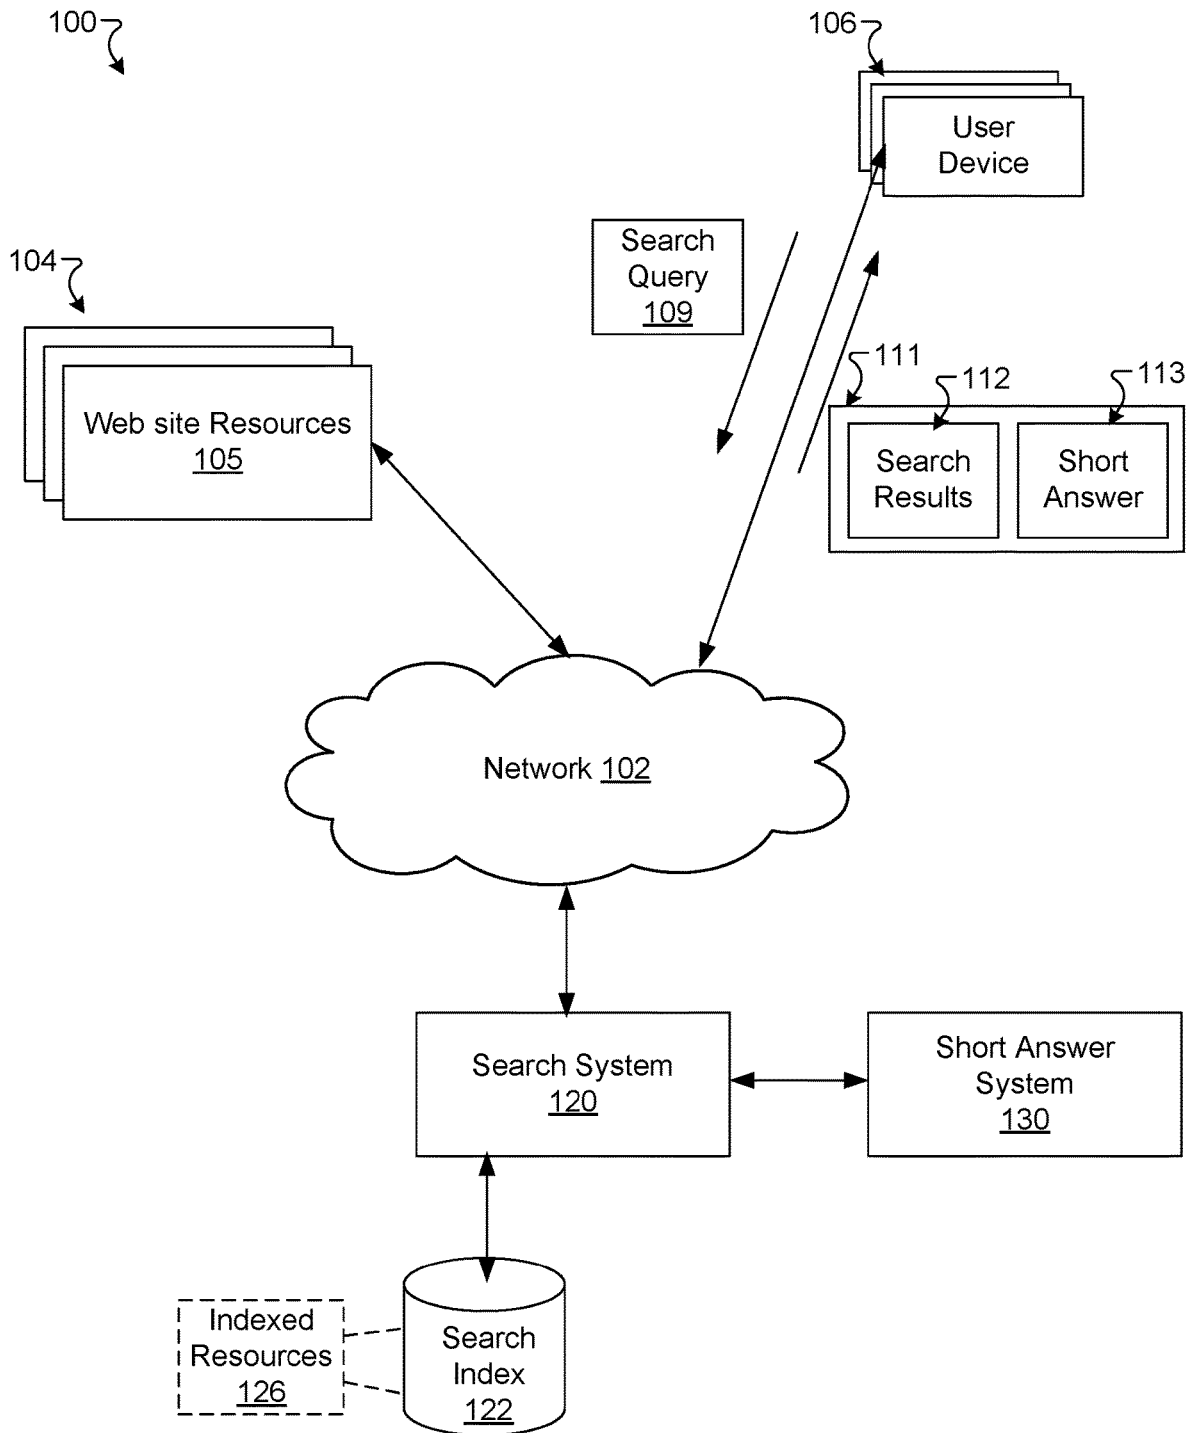 100
106
User
Device
Search
Query
109
104
111
112
113
Web site Resources
105
Search
Results
Short
Answer
Network 102
Search System
120
Short Answer
System
130
Indexed
Resources
126
Search
Index
122